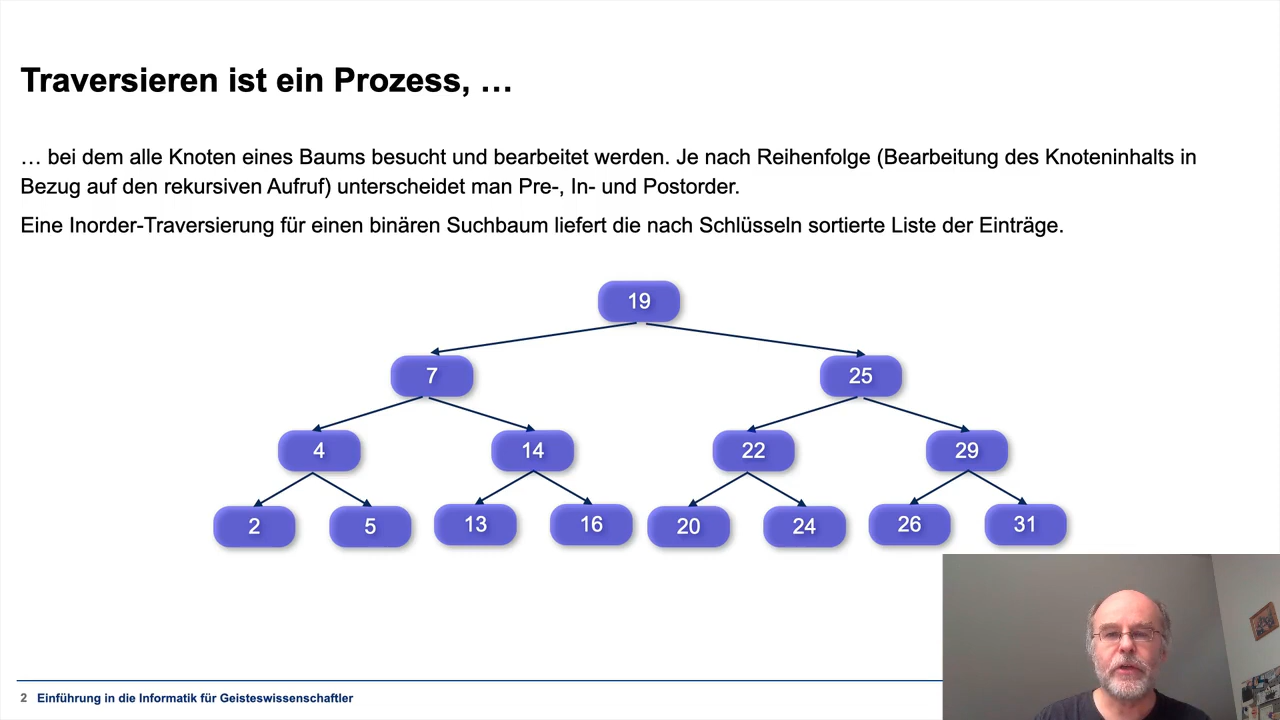 Traversieren ist ein Prozess, …
… bei dem alle Knoten eines Baums besucht und bearbeitet werden. Je nach Reihenfolge (Bearbeitung des Knoteninhalts in
Bezug auf den rekursiven Aufruf) unterscheidet man Pre-, In- und Postorder.
Eine Inorder-Traversierung für einen binären Suchbaum liefert die nach Schlüsseln sortierte Liste der Einträge.
19
7 25
4 14 22 29
2 5 13 16 20 24 26 31
2 Einführung in die Informatik für Geisteswissenschaftler